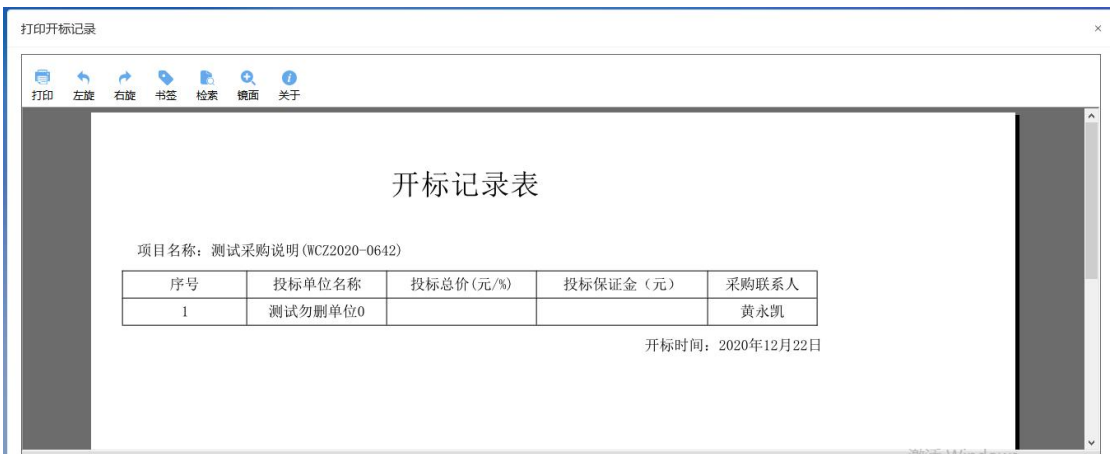 打印开标记录 ×
打印 左旋 右旋 书签 检索 镜面 关于
开标记录表
项目名称：测试采购说明(WCZ2020-0642)
序号 投标单位名称 投标总价(元/%) 投标保证金（元） 采购联系人
1 测试勿删单位0 黄永凯
开标时间：2020年12月22日